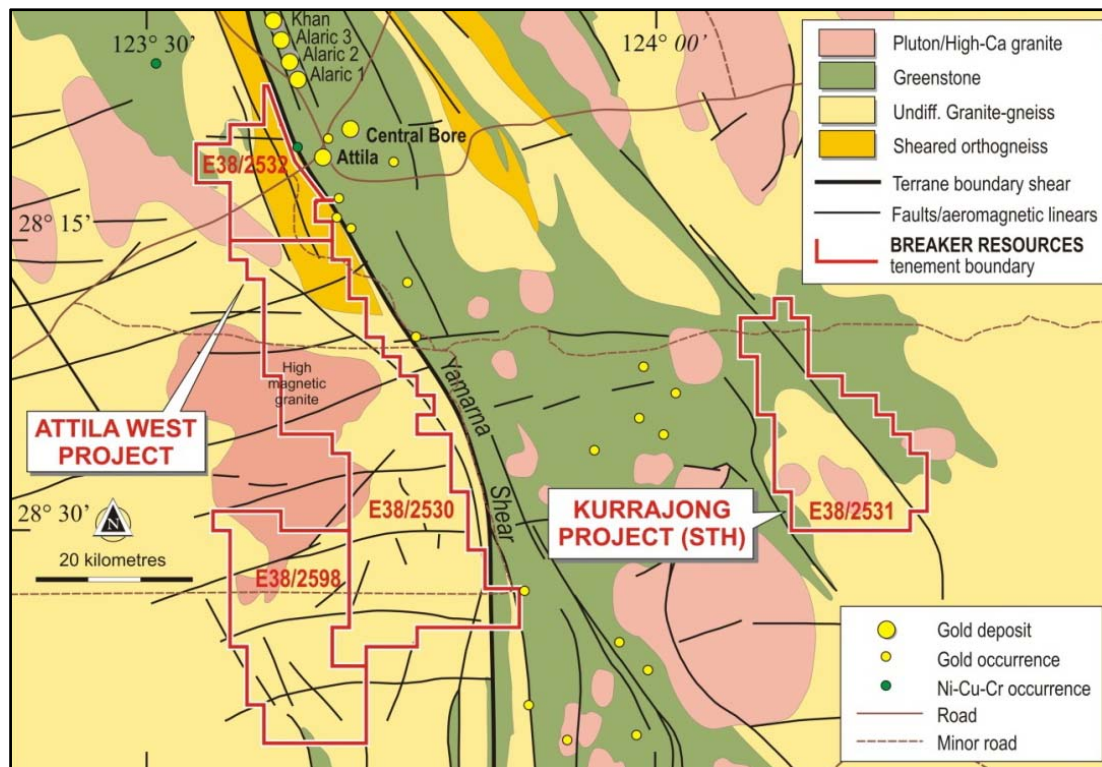 Khan
Alaric 3
Alaric 2
Alaric 1
123° 30’
124° 00’
Central Bore
Attila
E38/2532
28° 15’
High
magnetic
granite
Yamarna
Shear
ATTILA WEST
PROJECT
E38/2530
28° 30’
N
20 kilometres
E38/2598
KURRAJONG
PROJECT (STH)
E38/2531
Pluton/High-Ca granite
Greenstone
Undiff. Granite-gneiss
Sheared orthogneiss
Terrane boundary shear
Faults/aeromagnetic linears
BREAKER RESOURCES
tenement boundary
Gold deposit
Gold occurrence
Ni-Cu-Cr occurrence
Road
Minor road